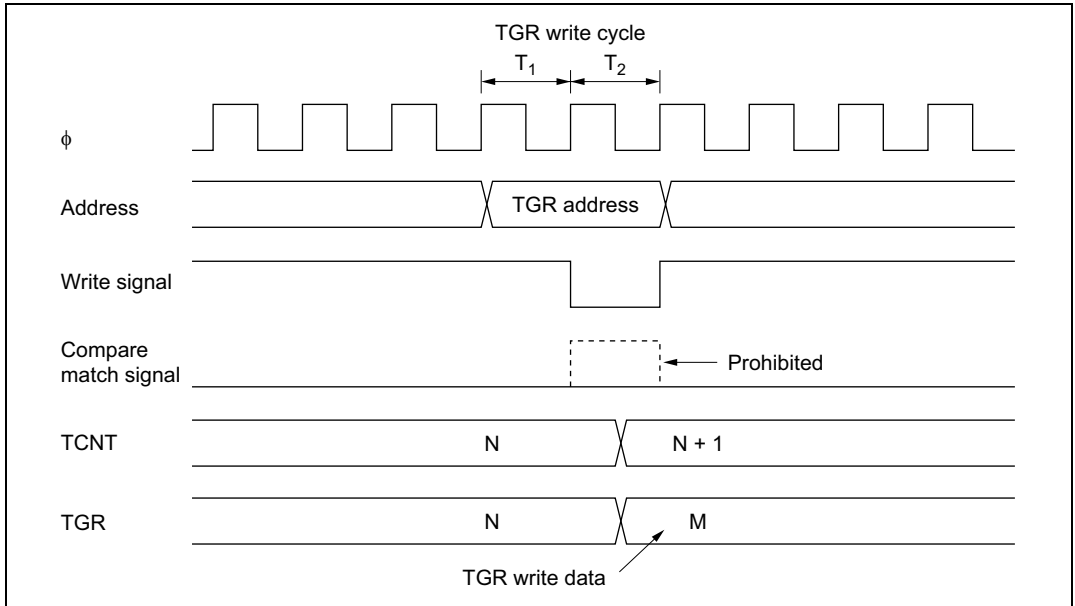 TGR write cycle
T1 T2
ϕ
Address
TGR address
Write signal
Compare
match signal
Prohibited
TCNT
N
N + 1
TGR
N
M
TGR write data